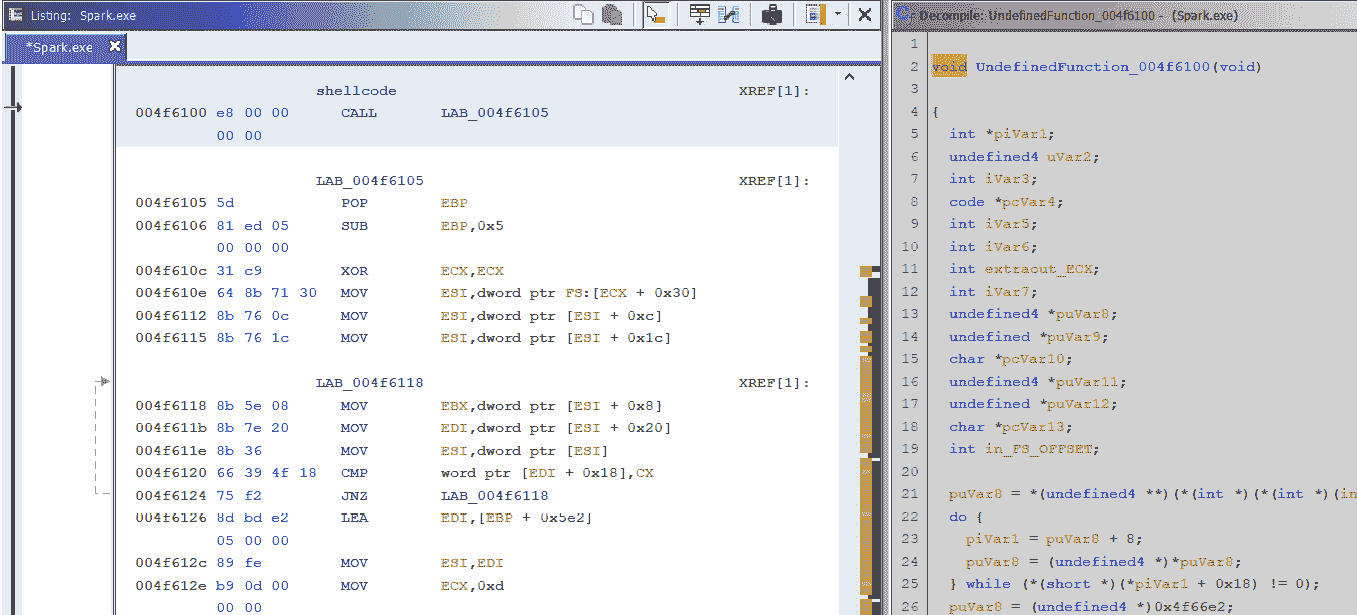 Listing: Spark.exe
*Spark.exe
shellcode XREF[1]:
004f6100 e8 00 00 CALL LAB_004f6105
00 00
LAB_004f6105 XREF[1]:
004f6105 5d POP EBP
004f6106 81 ed 05 SUB EBP,0x5
00 00 00
004f610c 31 c9 XOR ECX,ECX
004f610e 64 8b 71 30 MOV ESI,dword ptr FS:[ECX + 0x30]
004f6112 8b 76 0c MOV ESI,dword ptr [ESI + 0xc]
004f6115 8b 76 1c MOV ESI,dword ptr [ESI + 0x1c]
LAB_004f6118 XREF[1]:
004f6118 8b 5e 08 MOV EBX,dword ptr [ESI + 0x8]
004f611b 8b 7e 20 MOV EDI,dword ptr [ESI + 0x20]
004f611e 8b 36 MOV ESI,dword ptr [ESI]
004f6120 66 39 4f 18 CMP word ptr [EDI + 0x18],CX
004f6124 75 f2 JNZ LAB_004f6118
004f6126 8d bd e2 LEA EDI,[EBP + 0x5e2]
05 00 00
004f612c 89 fe MOV ESI,EDI
004f612e b9 0d 00 MOV ECX,0xd
00 00
Decompile: UndefinedFunction_004f6100 - (Spark.exe)
1
2 void UndefinedFunction_004f6100(void)
3
4 {
5 int *piVar1;
6 undefined4 uVar2;
7 int iVar3;
8 code *pcVar4;
9 int iVar5;
10 int iVar6;
11 int extraout_ECX;
12 int iVar7;
13 undefined4 *puVar8;
14 undefined *puVar9;
15 char *pcVar10;
16 undefined4 *puVar11;
17 undefined *puVar12;
18 char *pcVar13;
19 int in_FS_OFFSET;
20
21 puVar8 = *(undefined4 **)(*(int *)(*(int *)(in
22 do {
23 piVar1 = puVar8 + 8;
24 puVar8 = (undefined4 *)*puVar8;
25 } while (*(short *)(*piVar1 + 0x18) != 0);
26 puVar8 = (undefined4 *)0x4f66e2;